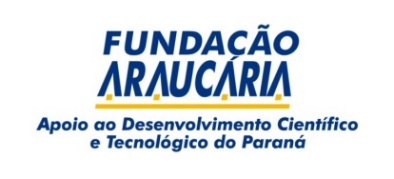 FUNDAÇÃO
ARAUCÁRIA
Apoio ao Desenvolvimento Científico
e Tecnológico do Paraná